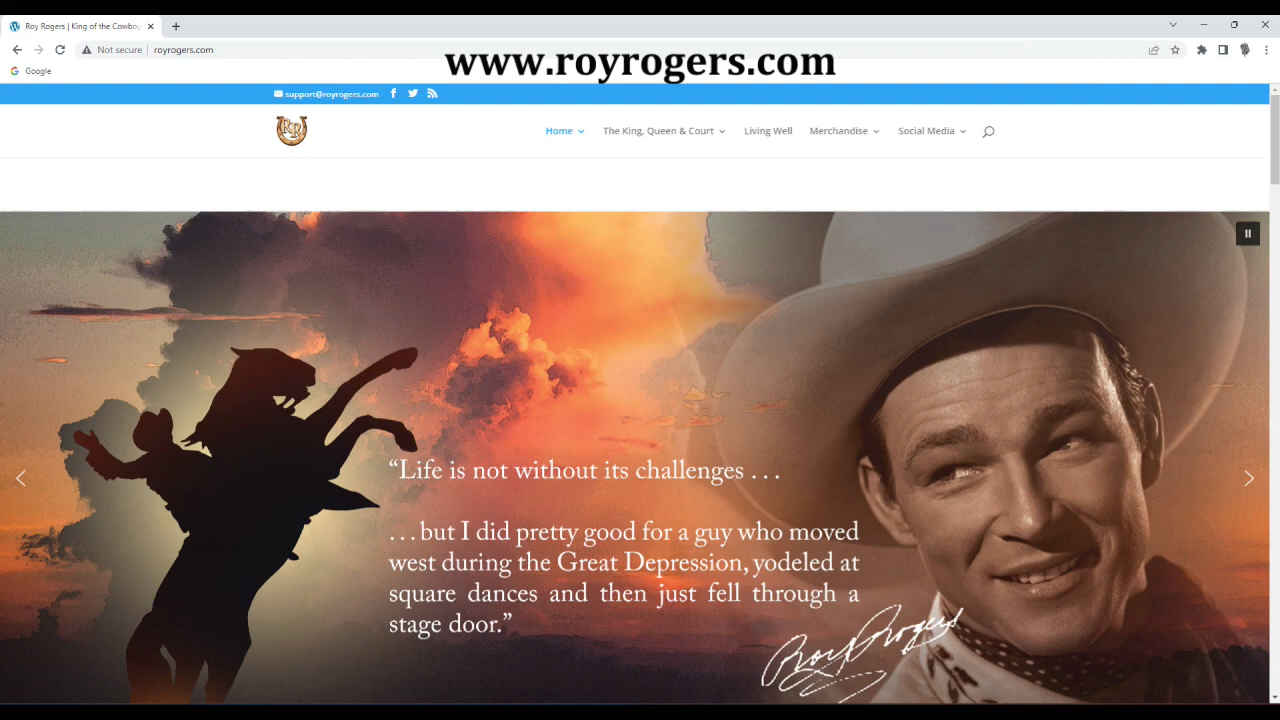 Roy Rogers | King of the Cowboy
Not secure
royrogers.com
www.royrogers.com
Google
support@royrogers.com
RR
Home
The King, Queen & Court
Living Well
Merchandise
Social Media
“Life is not without its challenges . . .
. . . but I did pretty good for a guy who moved
west during the Great Depression, yodeled at
square dances and then just fell through a
stage door.”
Roy Rogers